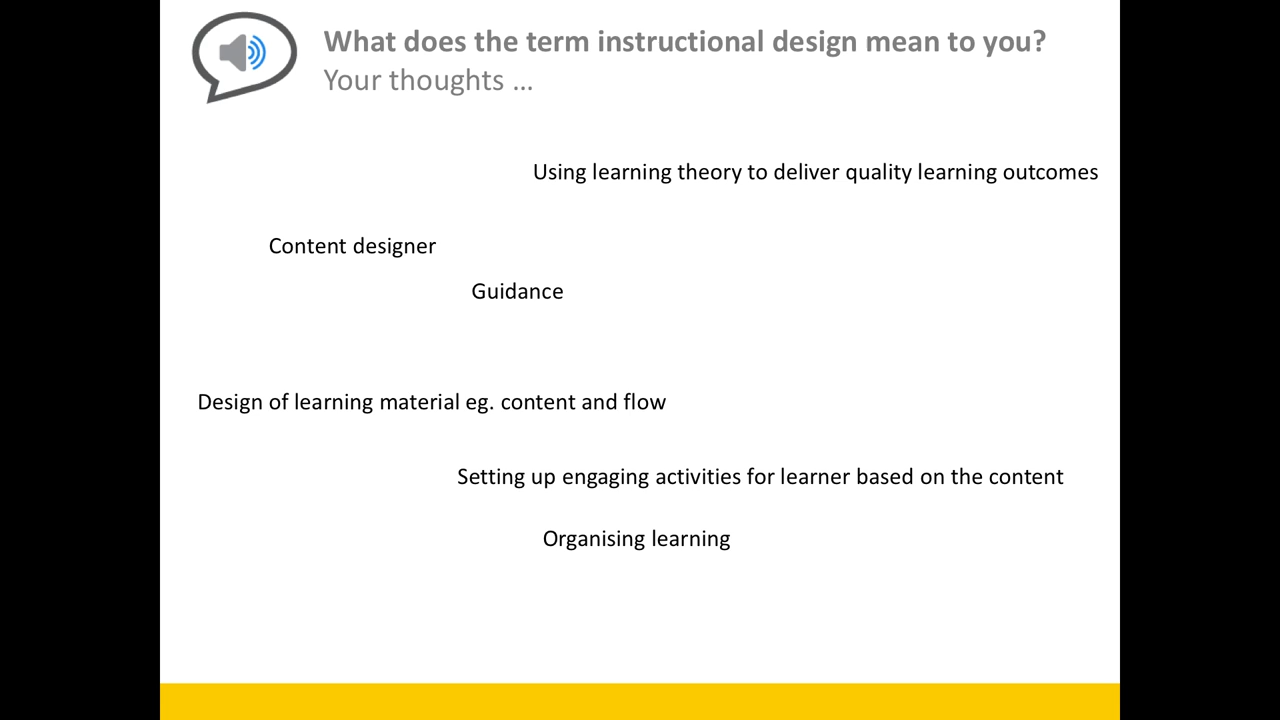 What does the term instructional design mean to you?
Your thoughts ...
Using learning theory to deliver quality learning outcomes
Content designer
Guidance
Design of learning material eg. content and flow
Setting up engaging activities for learner based on the content
Organising learning